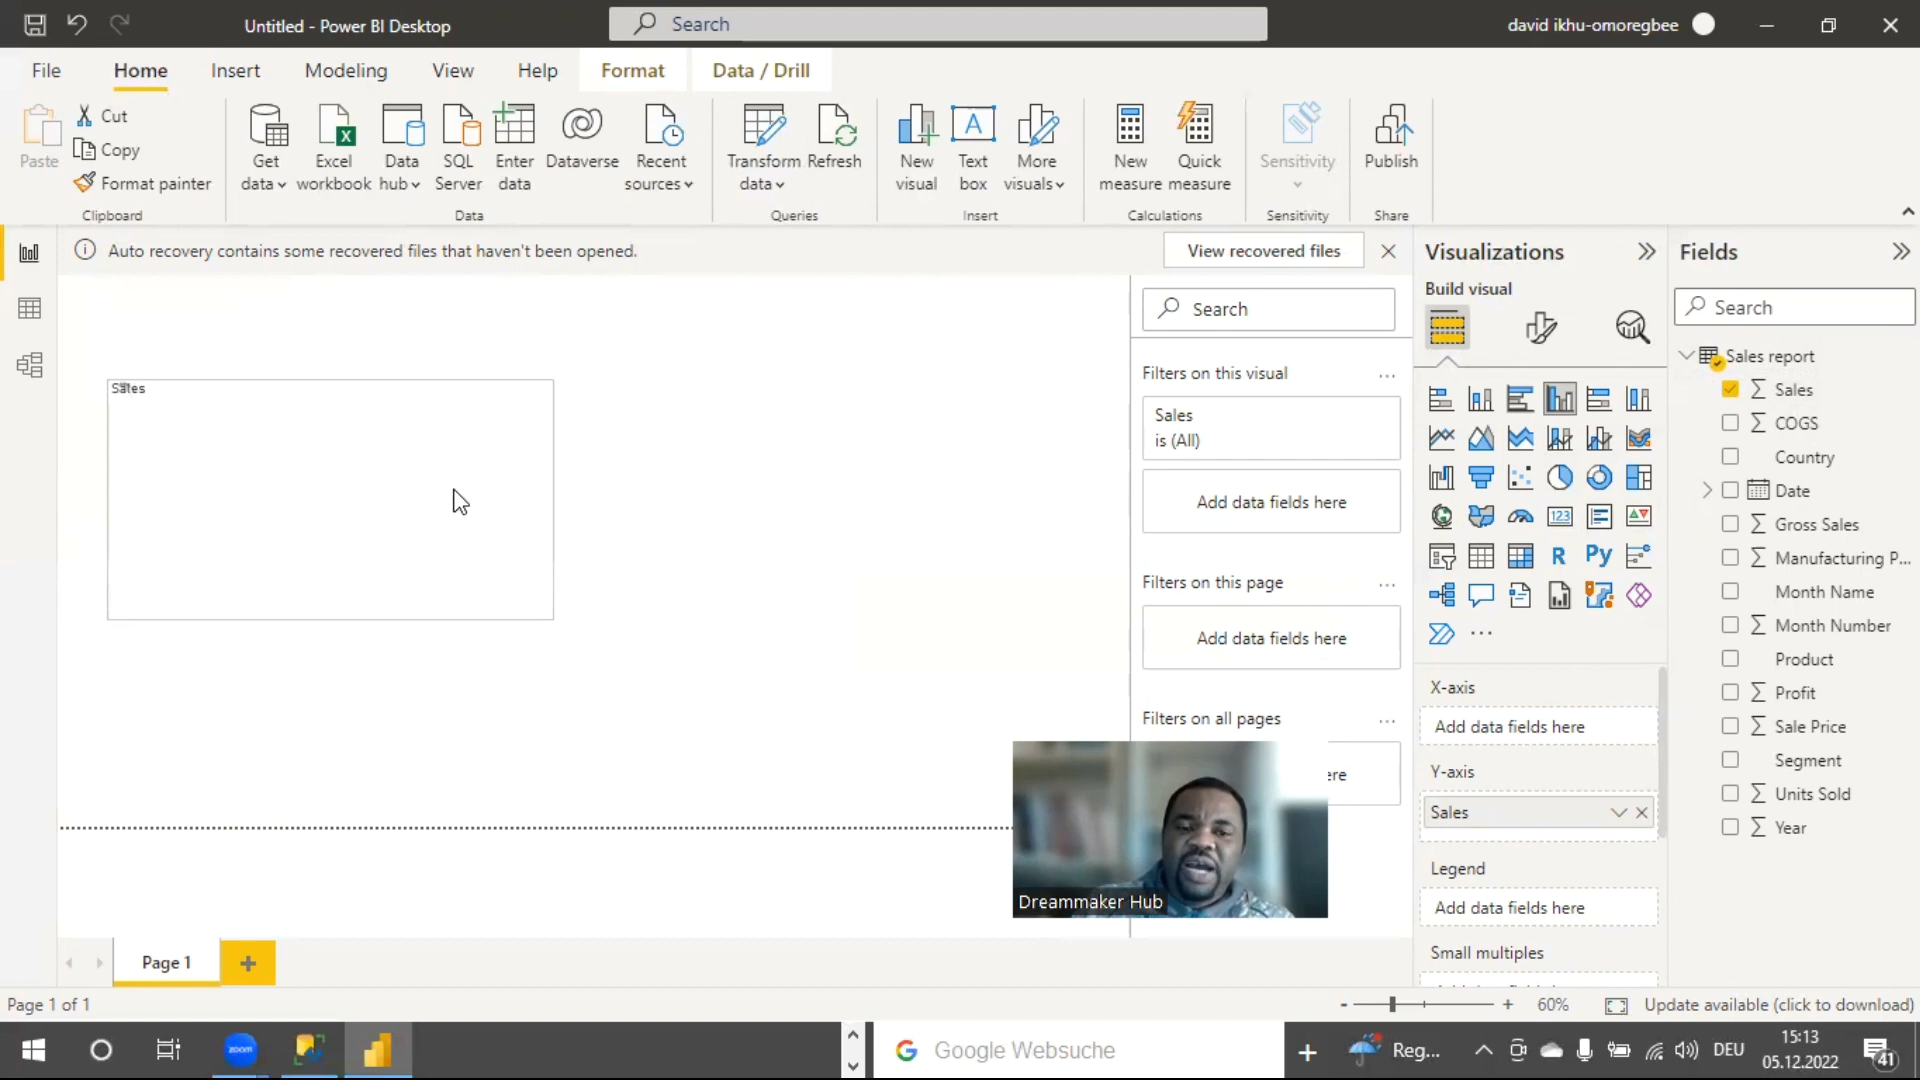 Untitled - Power BI Desktop
Search
david ikhu-omoregbee
File
Home
Insert
Modeling
View
Help
Format
Data / Drill
Paste
Cut
Copy
Format painter
Clipboard
Get data
Excel workbook
Data hub
SQL Server
Enter data
Dataverse
Recent sources
Data
Transform data
Refresh
Queries
New visual
Text box
More visuals
Insert
New measure
Quick measure
Calculations
Sensitivity
Sensitivity
Publish
Share
Auto recovery contains some recovered files that haven't been opened.
View recovered files
Sales
Search
Filters on this visual
...
Sales
is (All)
Add data fields here
Filters on this page
...
Add data fields here
Filters on all pages
...
ere
Dreammaker Hub
Visualizations
Build visual
123
R
Py
...
X-axis
Add data fields here
Y-axis
Sales
Legend
Add data fields here
Small multiples
Fields
Search
Sales report
Sales
COGS
Country
Date
Gross Sales
Manufacturing P...
Month Name
Month Number
Product
Profit
Sale Price
Segment
Units Sold
Year
Page 1
Page 1 of 1
- + 60%
Update available (click to download)
zoom
Google Websuche
Reg...
DEU
15:13
05.12.2022
41